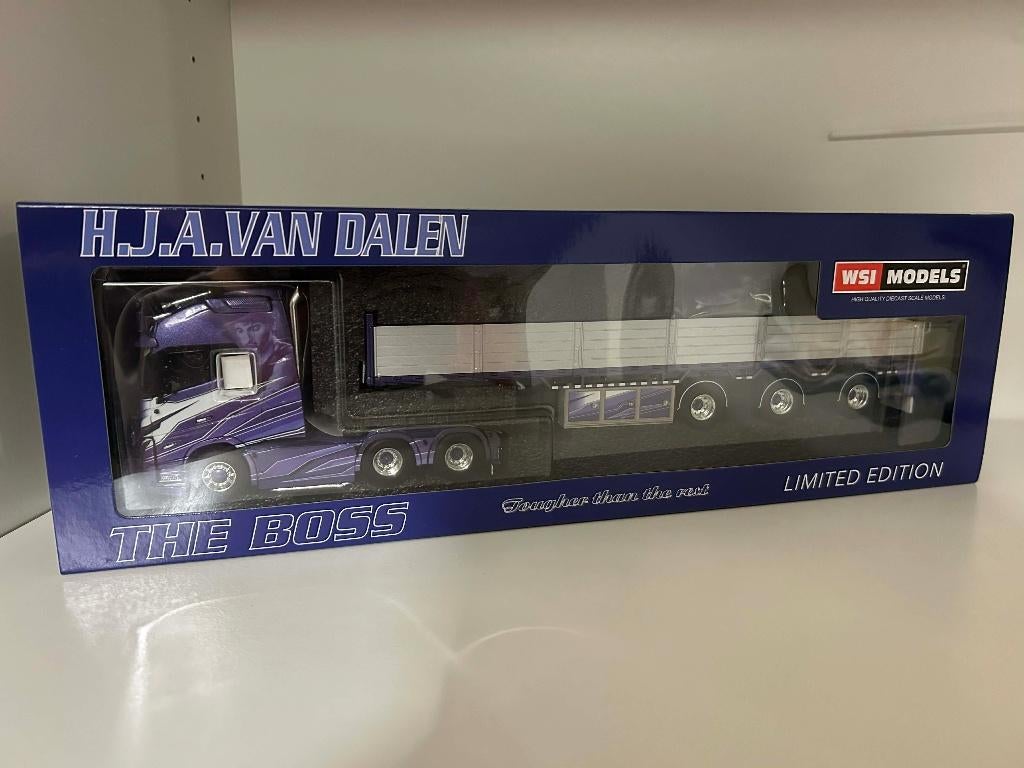 H.J.A. VAN DALEN
WSI MODELS
HIGH QUALITY DIECAST SCALE MODELS
THE BOSS
Tougher than the rest
LIMITED EDITION